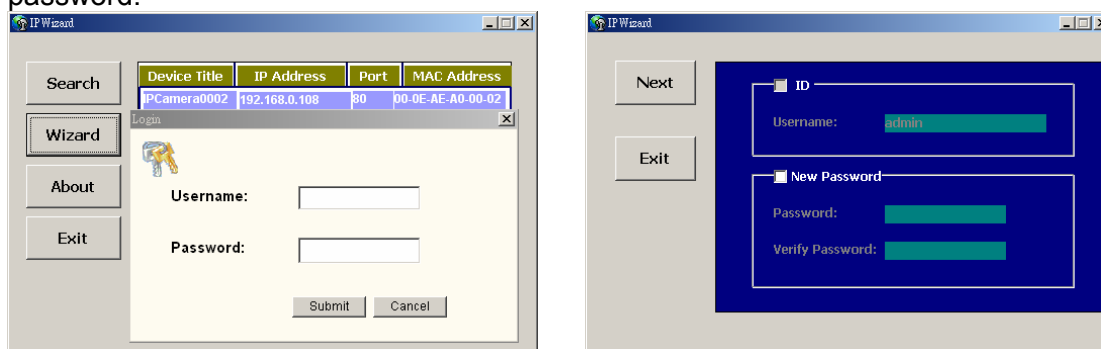 password.
IP Wizard
Search
Wizard
About
Exit
Device Title IP Address Port MAC Address
IPCamera0002 192.168.0.108 80 00-0E-AE-A0-00-02
Login
Username:
Password:
Submit Cancel
IP Wizard
Next
Exit
ID
Username: admin
New Password
Password:
Verify Password: